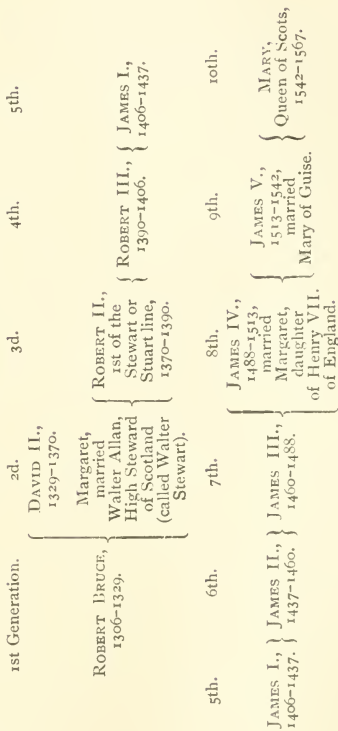 1st Generation.
2d.
3d.
4th.
5th.
ROBERT BRUCE,
1306-1329.
DAVID II.,
1329-1370.
Margaret,
married
Walter Allan,
High Steward
of Scotland
(called Walter
Stewart).
ROBERT II.,
1st of the
Stewart or
Stuart line,
1370-1390.
ROBERT III.,
1390-1406.
JAMES I.,
1406-1437.
5th.
6th.
7th.
8th.
9th.
10th.
JAMES I.,
1406-1437.
JAMES II.,
1437-1460.
JAMES III.,
1460-1488.
JAMES IV.,
1488-1513,
married
Margaret,
daughter
of Henry VII.
of England.
JAMES V.,
1513-1542,
married
Mary of Guise.
MARY,
Queen of Scots,
1542-1567.